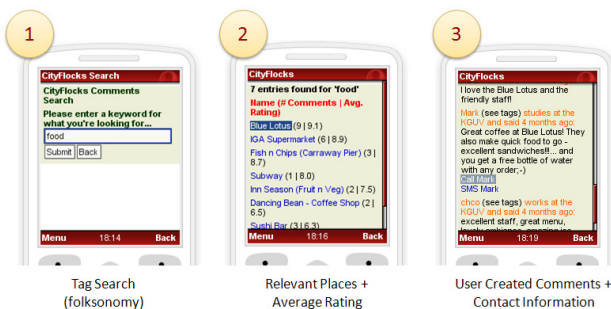 1
CityFlocks Search
CityFlocks Comments
Search
Please enter a keyword for
what you're looking for...
food
Submit Back
Menu 18:14 Back
Tag Search
(folksonomy)
2
CityFlocks
7 entries found for 'food'
Name (# Comments | Avg.
Rating)
Blue Lotus (9 | 9.1)
IGA Supermarket (6 | 8.9)
Fish n Chips (Carraway Pier) (3 |
8.7)
Subway (1 | 8.0)
Inn Season (Fruit n Veg) (2 | 7.5)
Dancing Bean - Coffee Shop (2 |
6.5)
Sushi Bar (3 | 6.3)
Menu 18:16 Back
Relevant Places +
Average Rating
3
CityFlocks
I love the Blue Lotus and the
friendly staff!
Mark (see tags) studies at the
KGUV and said 4 months ago:
Great coffee at Blue Lotus! They
also make quick food to go -
excellent sandwiches!!... and
you get a free bottle of water
with any order;-)
Call Mark
SMS Mark
chco (see tags) works at the
KGUV and said 4 months ago:
excellent staff, great menu,
lovely ambiance, amazing ice
Menu 18:19 Back
User Created Comments +
Contact Information